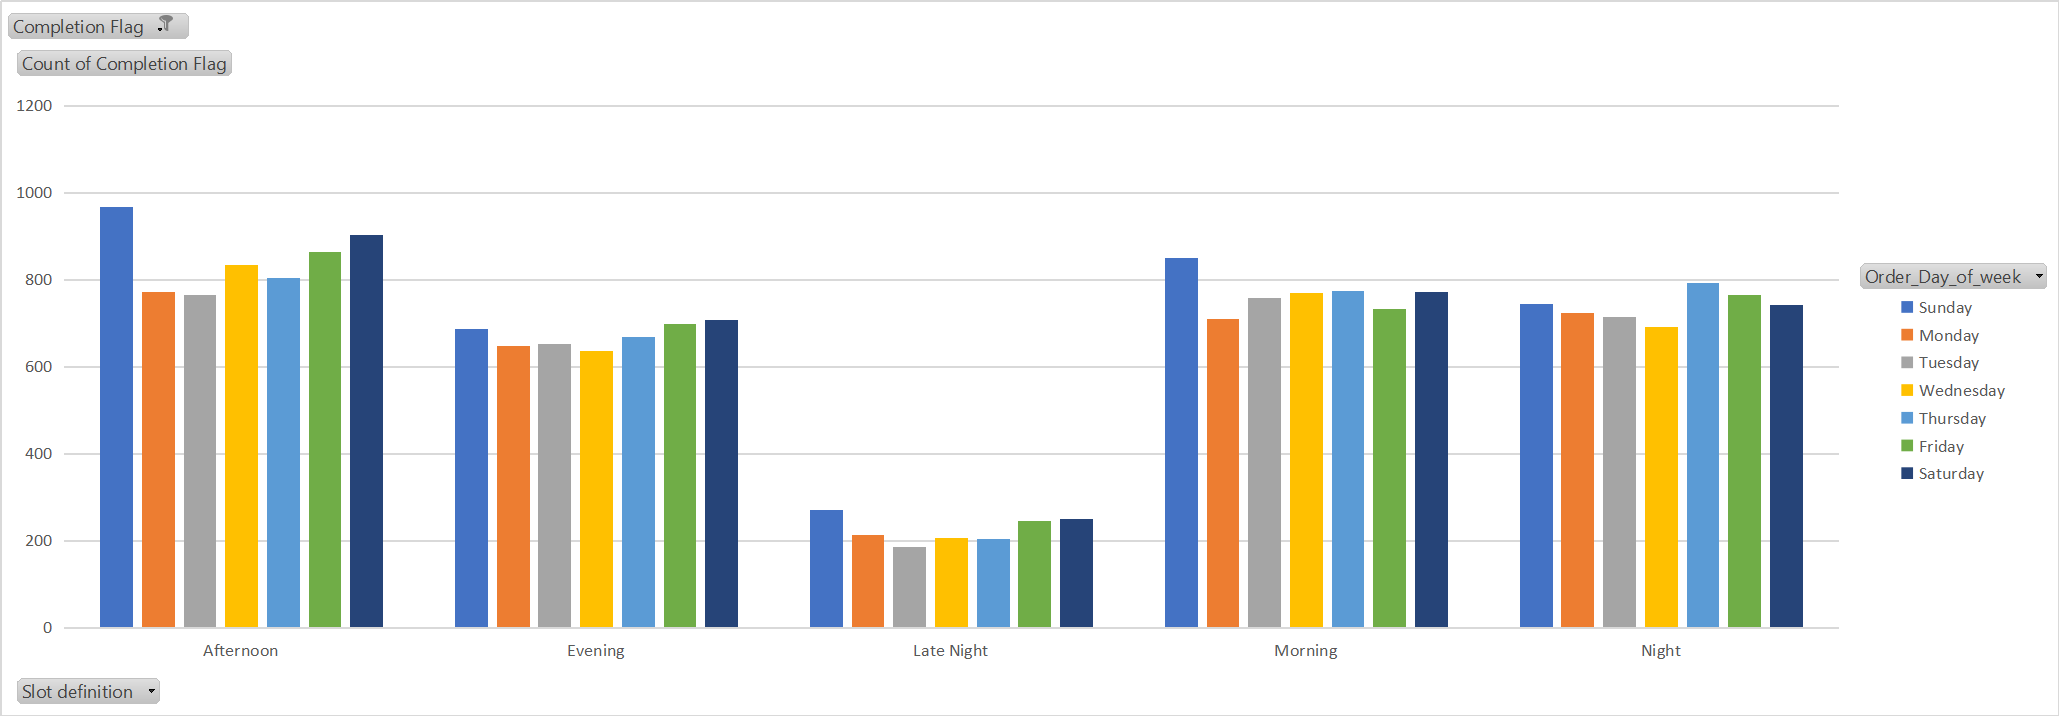 Completion Flag
Count of Completion Flag
1200
1000
800
600
400
200
0
Afternoon Evening Late Night Morning Night
Order_Day_of_week
Sunday
Monday
Tuesday
Wednesday
Thursday
Friday
Saturday
Slot definition